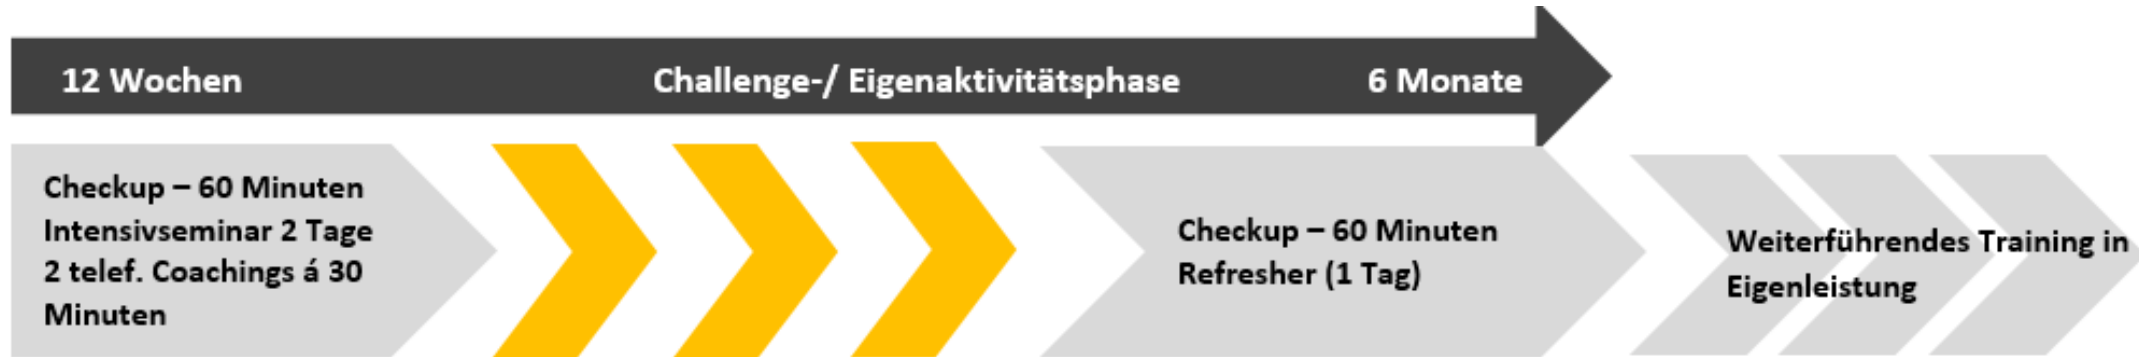 12 Wochen Challenge-/ Eigenaktivitätsphase 6 Monate
Checkup – 60 Minuten
Intensivseminar 2 Tage
2 telef. Coachings á 30
Minuten
Checkup – 60 Minuten
Refresher (1 Tag)
Weiterführendes Training in
Eigenleistung